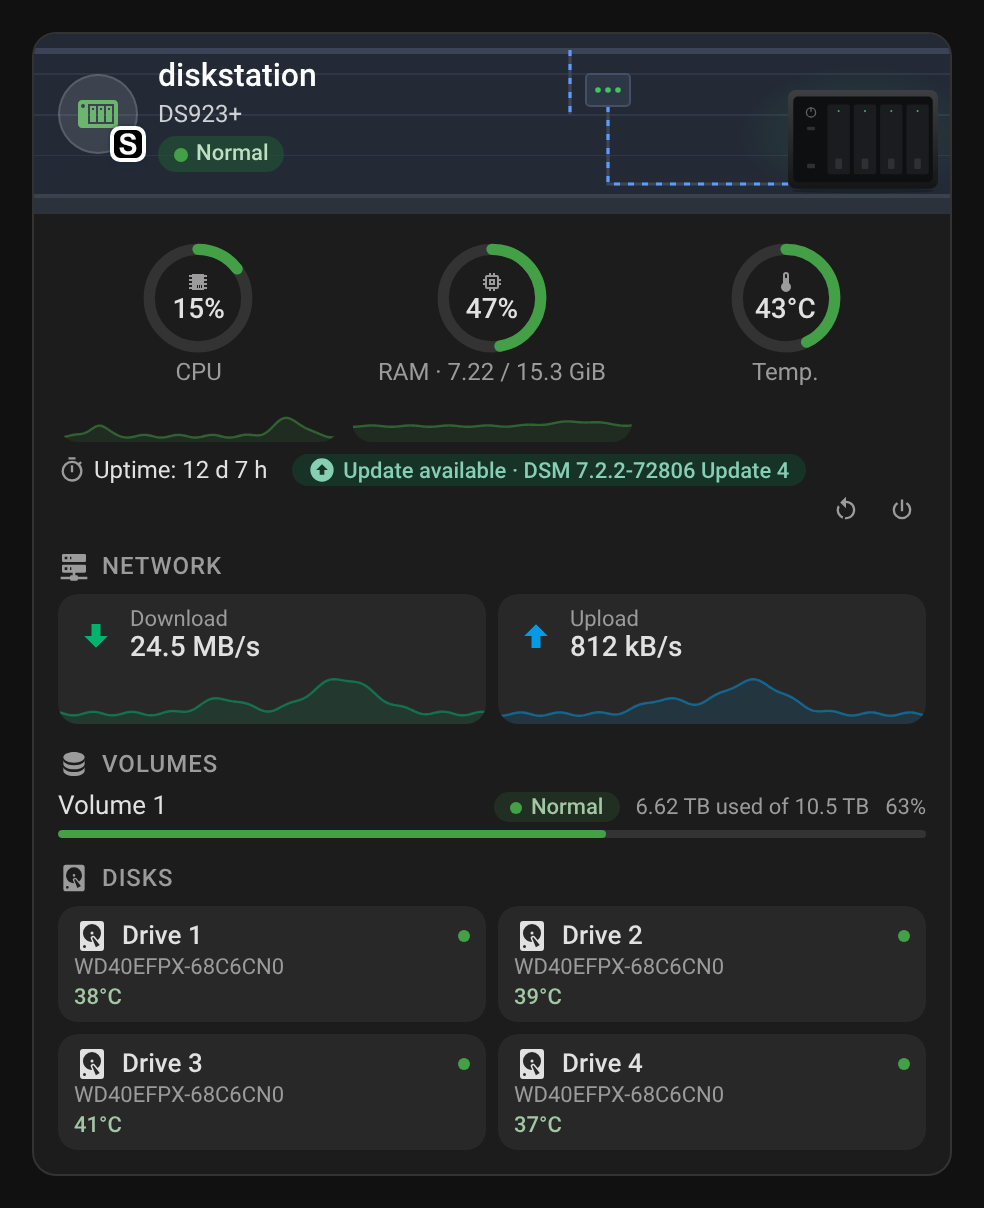 diskstation
DS923+
S
Normal
15%
47%
43°C
CPU
RAM · 7.22 / 15.3 GiB
Temp.
Uptime: 12 d 7 h
Update available · DSM 7.2.2-72806 Update 4
NETWORK
Download
24.5 MB/s
Upload
812 kB/s
VOLUMES
Volume 1
Normal
6.62 TB used of 10.5 TB
63%
DISKS
Drive 1
WD40EFPX-68C6CN0
38°C
Drive 2
WD40EFPX-68C6CN0
39°C
Drive 3
WD40EFPX-68C6CN0
41°C
Drive 4
WD40EFPX-68C6CN0
37°C